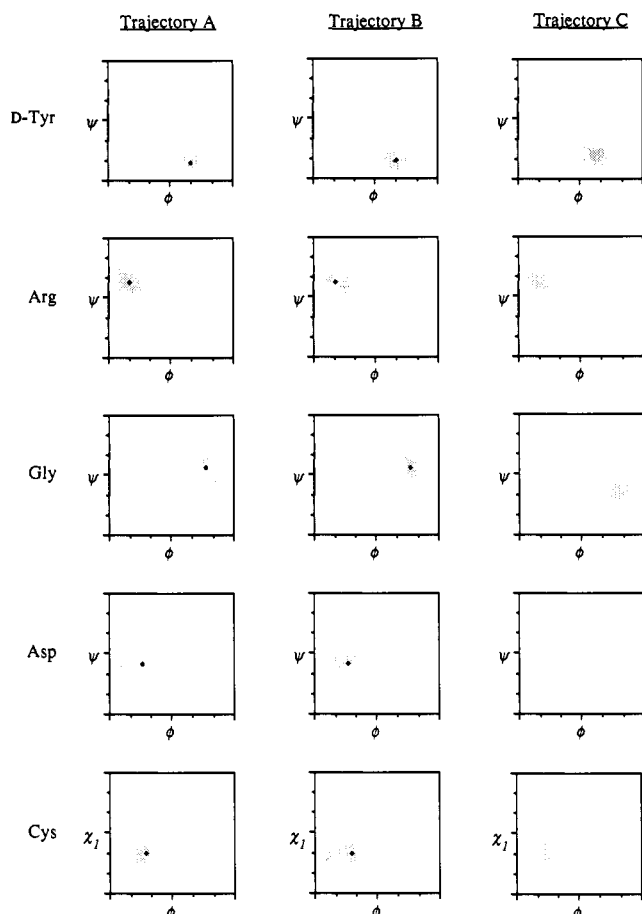 Trajectory A Trajectory B Trajectory C
D-Tyr ψ ψ ψ
ϕ ϕ ϕ
Arg ψ ψ ψ
ϕ ϕ ϕ
Gly ψ ψ ψ
ϕ ϕ ϕ
Asp ψ ψ ψ
ϕ ϕ ϕ
Cys χ1 χ1 χ1
ϕ ϕ ϕ